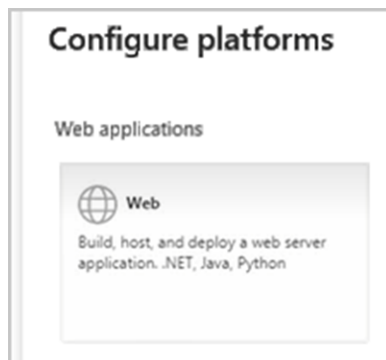 Configure platforms
Web applications
Web
Build, host, and deploy a web server
application. .NET, Java, Python